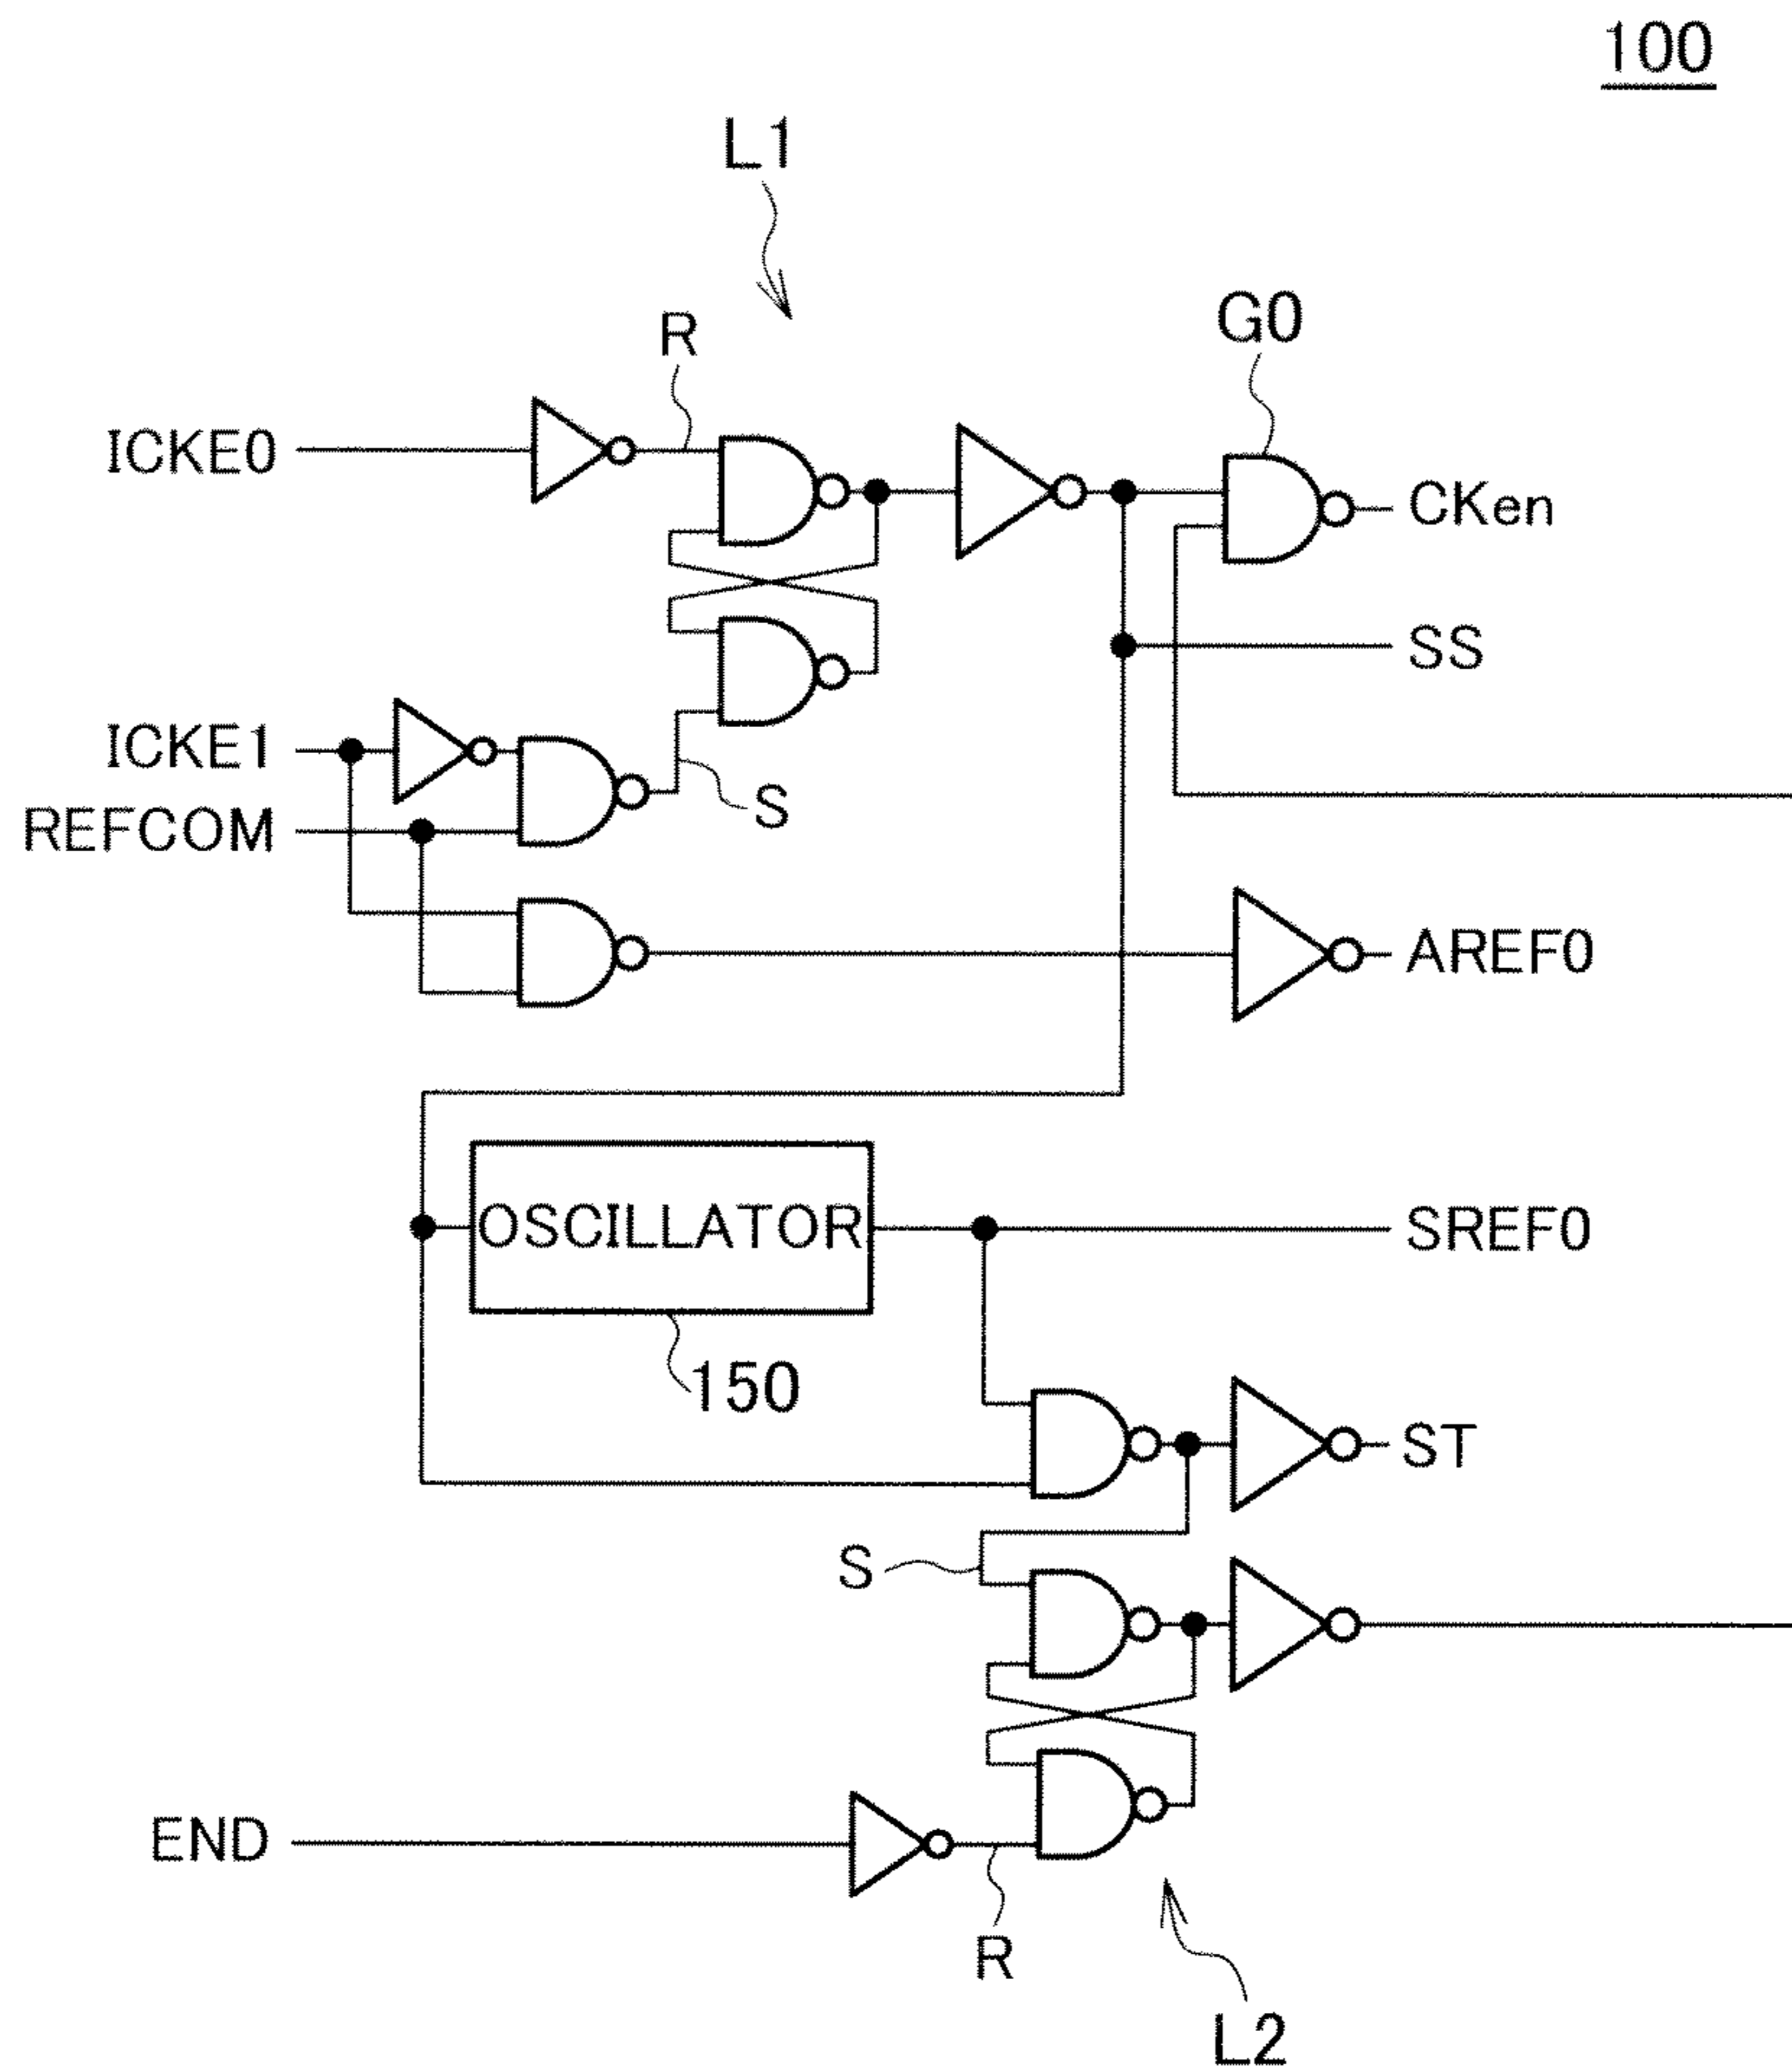 100
L1
R
G0
ICKE0
CKen
SS
ICKE1
S
REFCOM
AREF0
OSCILLATOR
SREF0
150
ST
S
END
R
L2